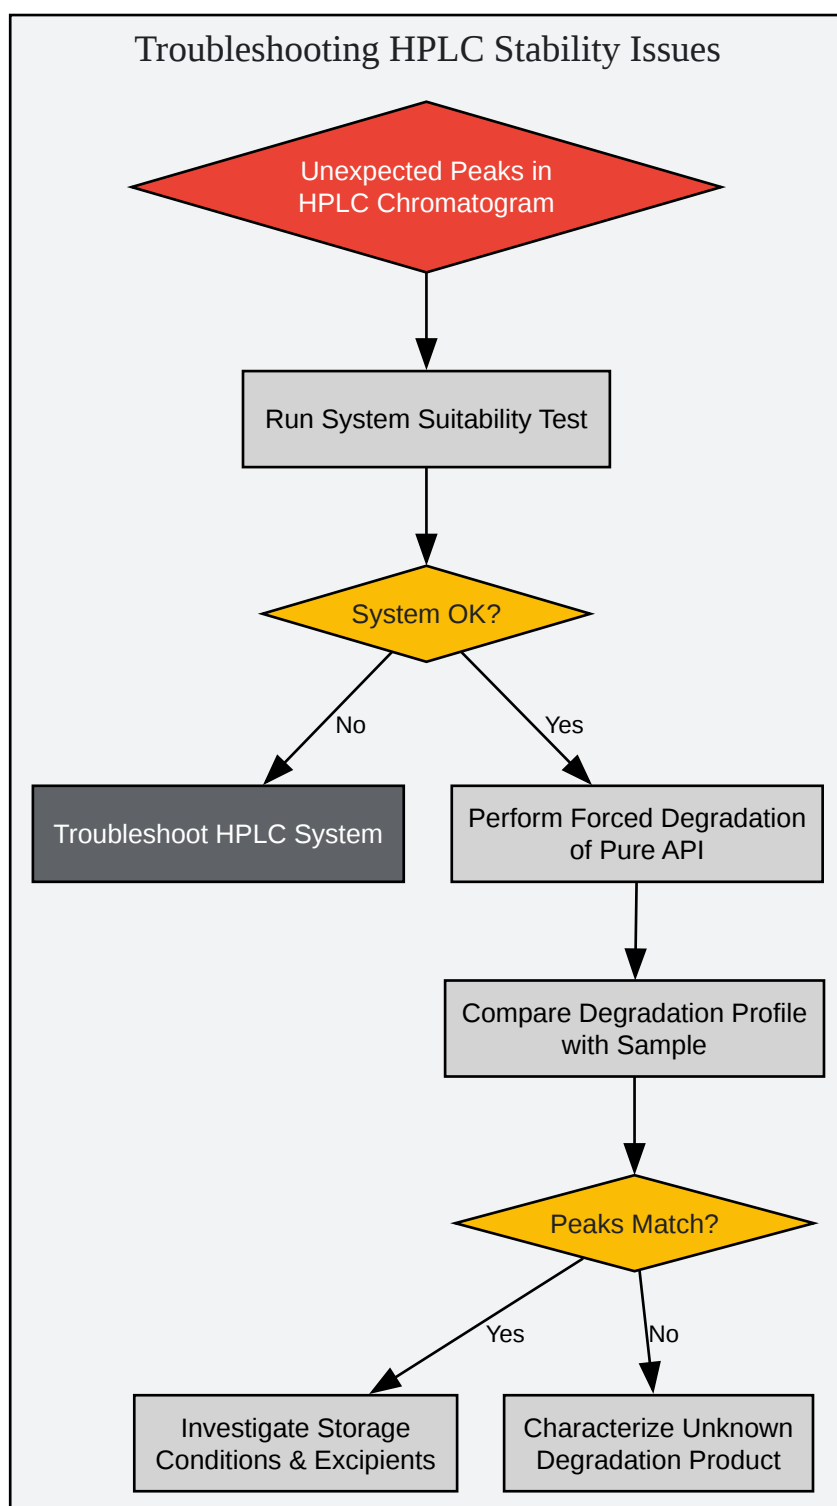 Troubleshooting HPLC Stability Issues
Unexpected Peaks in
HPLC Chromatogram
Run System Suitability Test
System OK?
No
Yes
Troubleshoot HPLC System
Perform Forced Degradation
of Pure API
Compare Degradation Profile
with Sample
Peaks Match?
Yes
No
Investigate Storage
Conditions & Excipients
Characterize Unknown
Degradation Product